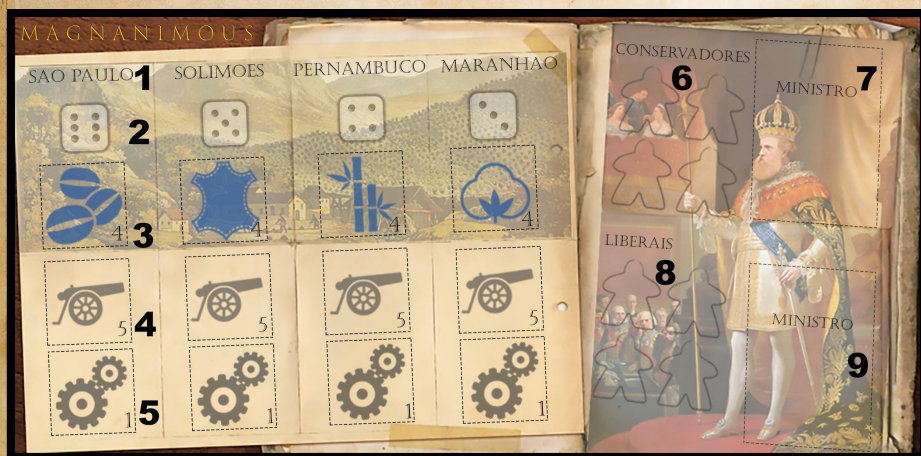 MAGNANIMOUS
SAO PAULO 1
SOLIMOES
PERNAMBUCO
MARANHAO
2
4 3
4
4
4
5 4
5
5
5
1 5
1
1
1
CONSERVADORES
6
MINISTRO 7
LIBERAIS
8
MINISTRO
9